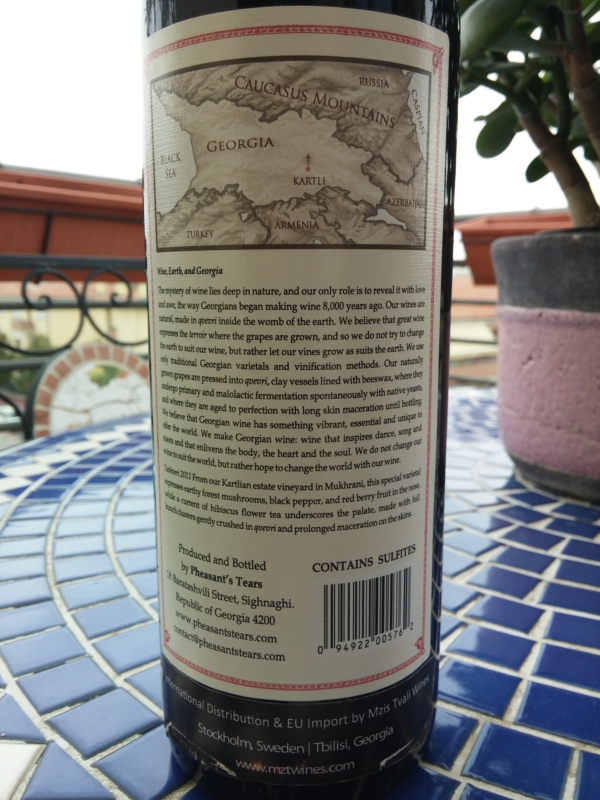 CAUCASUS MOUNTAINS
RUSSIA
CASPIAN
GEORGIA
BLACK
SEA
KARTLI
AZERBAIJAN
ARMENIA
TURKEY
Wine, Earth, and Georgia
The mystery of wine lies deep in nature, and our only role is to reveal it with love
and awe, the way Georgians began making wine 8,000 years ago. Our wines are
natural, made in qvevri inside the womb of the earth. We believe that great wine
expresses the terroir where the grapes are grown, and so we do not try to change
the earth to suit our wine, but rather let our vines grow as suits the earth. We use
only traditional Georgian varietals and vinification methods. Our naturally
grown grapes are pressed into qvevri, clay vessels lined with beeswax, where they
undergo primary and malolactic fermentation spontaneously with native yeasts,
and where they are aged to perfection with long skin maceration until bottling.
We believe that Georgian wine has something vibrant, essential and unique to
offer the world. We make Georgian wine: wine that inspires dance, song and
toasts and that enlivens the body, the heart and the soul. We do not change our
wine to suit the world, but rather hope to change the world with our wine.
2011 From our Kartlian estate vineyard in Mukhrani, this special varietal
expresses earthy forest mushrooms, black pepper, and red berry fruit in the nose,
while a current of hibiscus flower tea underscores the palate, made with full
bunch clusters gently crushed in qvevri and prolonged maceration on the skins.
Produced and Bottled
by Pheasant's Tears
18 Baratashvili Street, Sighnaghi.
Republic of Georgia 4200
www.pheasantstears.com
contact@pheasantstears.com
CONTAINS SULFITES
0 94922 00576 2
International Distribution & EU Import by Mzis Tvali Wines
Stockholm, Sweden | Tbilisi, Georgia
www.mztwines.com